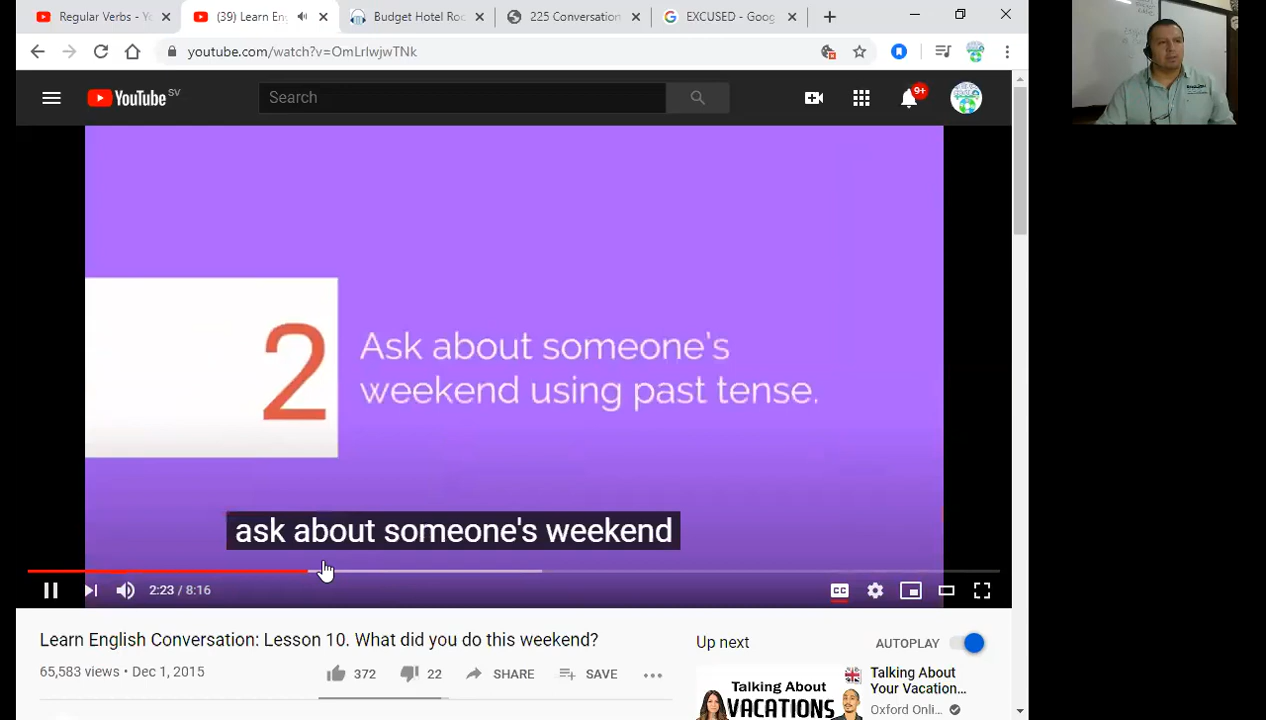 Regular Verbs - Yo
(39) Learn En
Budget Hotel Roo
225 Conversation
EXCUSED - Goog
youtube.com/watch?v=OmLrIwjwTNk
YouTube SV
Search
9+
2
Ask about someone's
weekend using past tense.
ask about someone's weekend
2:23 / 8:16
CC
Learn English Conversation: Lesson 10. What did you do this weekend?
65,583 views • Dec 1, 2015
372
22
SHARE
SAVE
Up next
AUTOPLAY
Talking About
VACATIONS
Talking About
Your Vacation...
Oxford Onli...